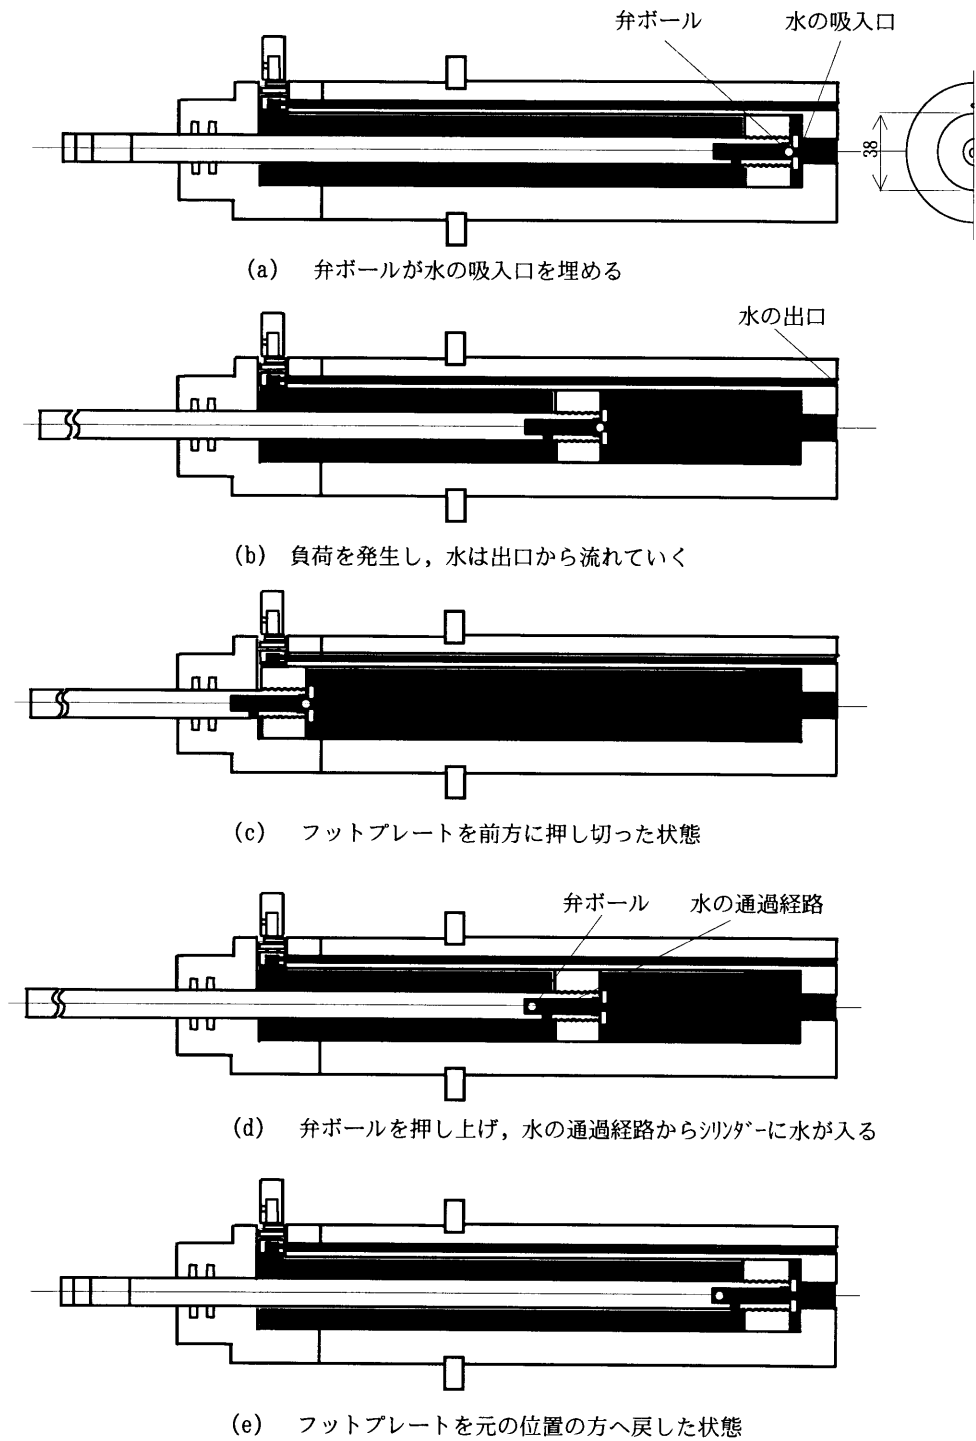 弁ボール 水の吸入口
38
(a) 弁ボールが水の吸入口を埋める
水の出口
(b) 負荷を発生し，水は出口から流れていく
(c) フットプレートを前方に押し切った状態
弁ボール 水の通過経路
(d) 弁ボールを押し上げ，水の通過経路からｼﾘﾝﾀﾞｰに水が入る
(e) フットプレートを元の位置の方へ戻した状態